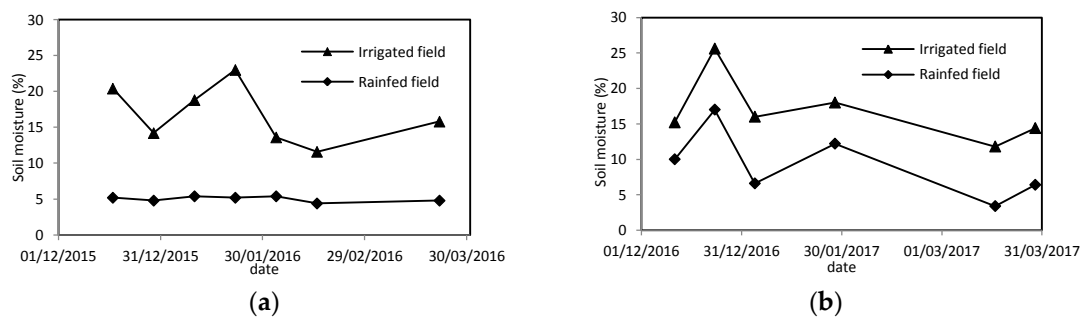 30
25
20
15
10
5
0
Soil moisture (%)
Irrigated field
Rainfed field
01/12/2015 31/12/2015 30/01/2016 29/02/2016 30/03/2016
date
(a)
30
25
20
15
10
5
0
Soil moisture (%)
Irrigated field
Rainfed field
01/12/2016 31/12/2016 30/01/2017 01/03/2017 31/03/2017
date
(b)